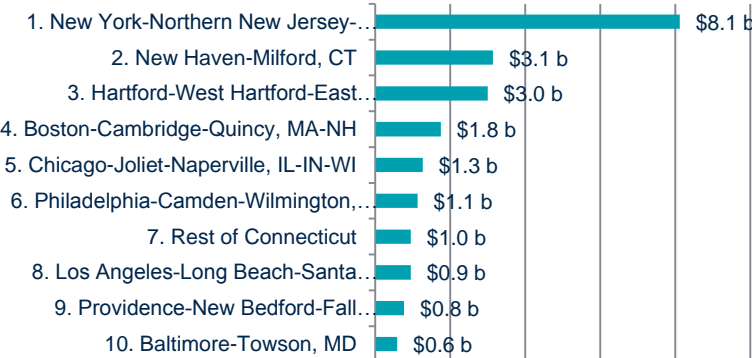 1. New York-Northern New Jersey-… $8.1 b
2. New Haven-Milford, CT $3.1 b
3. Hartford-West Hartford-East… $3.0 b
4. Boston-Cambridge-Quincy, MA-NH $1.8 b
5. Chicago-Joliet-Naperville, IL-IN-WI $1.3 b
6. Philadelphia-Camden-Wilmington,… $1.1 b
7. Rest of Connecticut $1.0 b
8. Los Angeles-Long Beach-Santa… $0.9 b
9. Providence-New Bedford-Fall… $0.8 b
10. Baltimore-Towson, MD $0.6 b